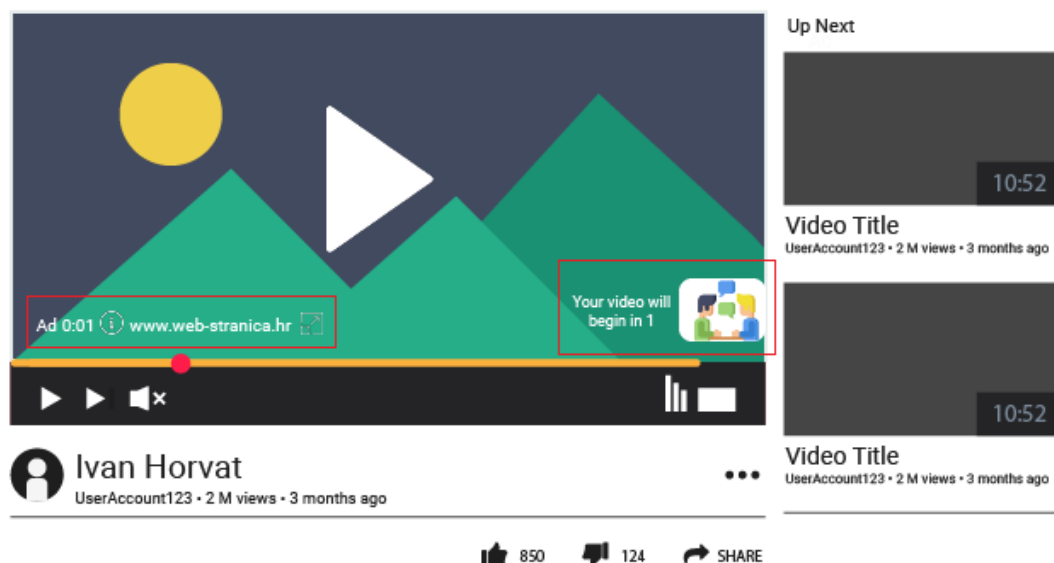 Ad 0:01 www.web-stranica.hr
Your video will
begin in 1
Ivan Horvat
UserAccount123 • 2 M views • 3 months ago
850 124 SHARE
Up Next
10:52
Video Title
UserAccount123 • 2 M views • 3 months ago
10:52
Video Title
UserAccount123 • 2 M views • 3 months ago